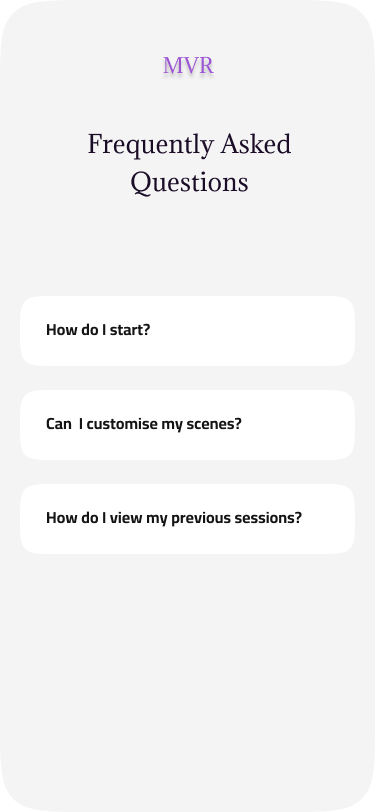 MVR
Frequently Asked
Questions
How do I start?
Can  I customise my scenes?
How do I view my previous sessions?